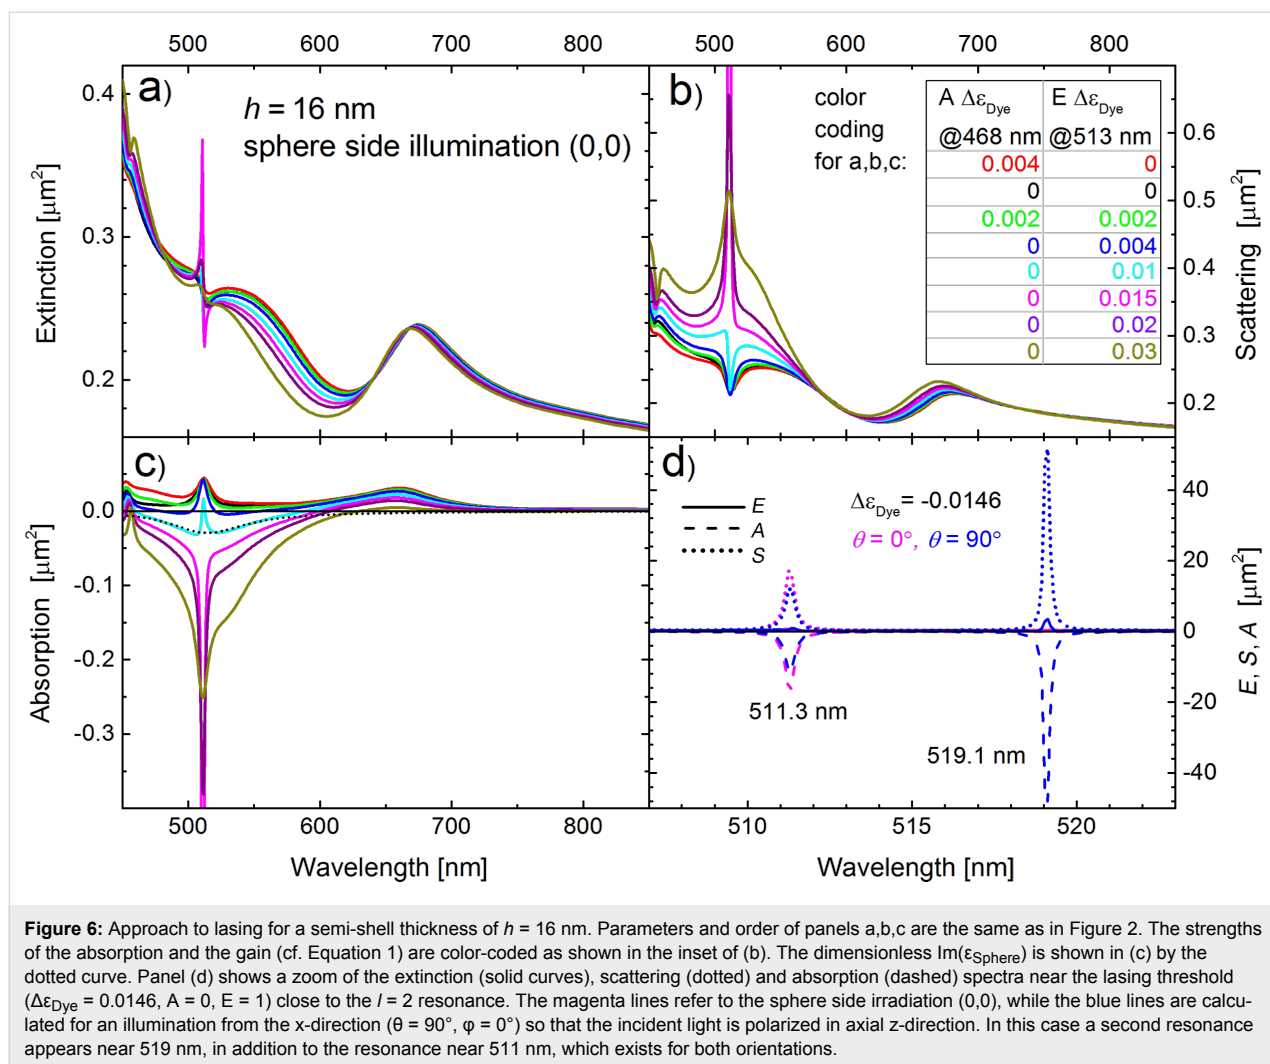 500 600 700 800
500 600 700 800
a)
h = 16 nm
sphere side illumination (0,0)
0.4
0.3
0.2
Extinction [μm²]
b)
color
coding
for a,b,c:
A Δε_Dye E Δε_Dye
@468 nm @513 nm
0.004 0
0 0
0.002 0.002
0 0.004
0 0.01
0 0.015
0 0.02
0 0.03
0.6
0.5
0.4
0.3
0.2
Scattering [μm²]
c)
0.0
-0.1
-0.2
-0.3
Absorption [μm²]
500 600 700 800
Wavelength [nm]
d)
E
A
S
Δε_Dye = -0.0146
θ = 0°, θ = 90°
511.3 nm
519.1 nm
40
20
0
-20
-40
E, S, A [μm²]
510 515 520
Wavelength [nm]
Figure 6: Approach to lasing for a semi-shell thickness of h = 16 nm. Parameters and order of panels a,b,c are the same as in Figure 2. The strengths
of the absorption and the gain (cf. Equation 1) are color-coded as shown in the inset of (b). The dimensionless Im(ε_Sphere) is shown in (c) by the
dotted curve. Panel (d) shows a zoom of the extinction (solid curves), scattering (dotted) and absorption (dashed) spectra near the lasing threshold
(Δε_Dye = 0.0146, A = 0, E = 1) close to the l = 2 resonance. The magenta lines refer to the sphere side irradiation (0,0), while the blue lines are calcu-
lated for an illumination from the x-direction (θ = 90°, φ = 0°) so that the incident light is polarized in axial z-direction. In this case a second resonance
appears near 519 nm, in addition to the resonance near 511 nm, which exists for both orientations.